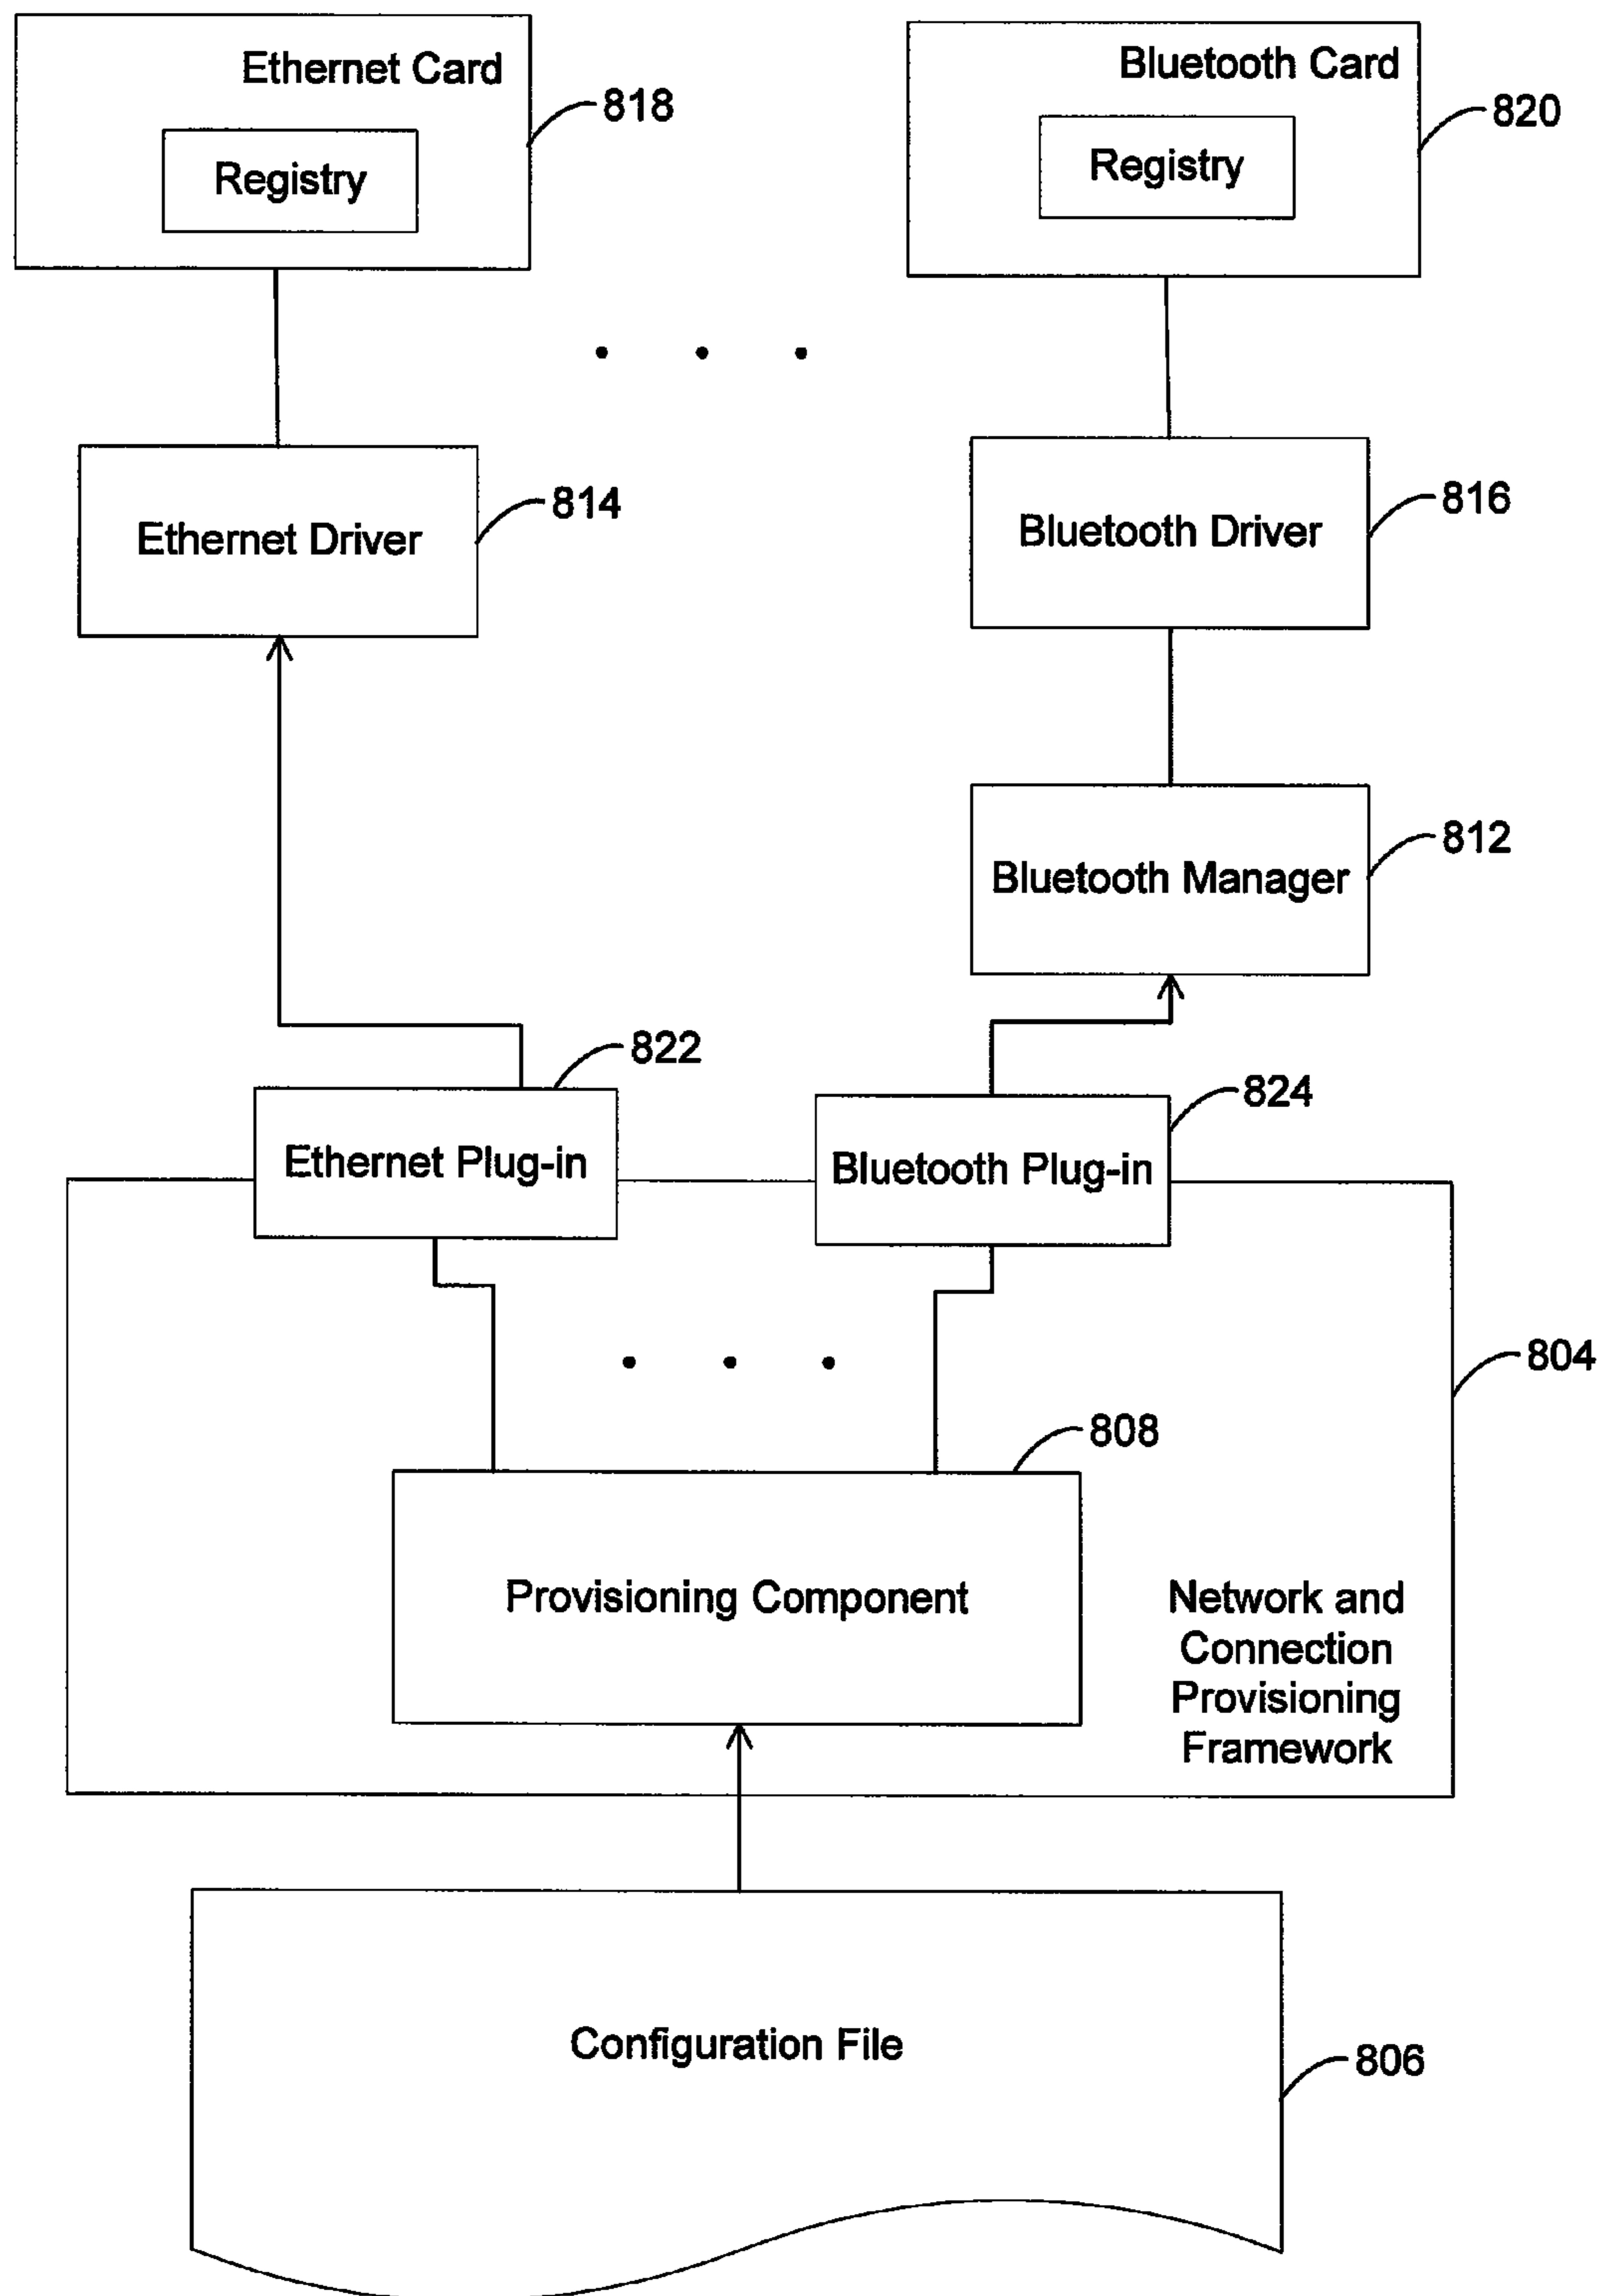 Ethernet Card
818
Registry
Bluetooth Card
820
Registry
Ethernet Driver
814
Bluetooth Driver
816
Bluetooth Manager
812
Ethernet Plug-in
822
Bluetooth Plug-in
824
804
808
Provisioning Component
Network and
Connection
Provisioning
Framework
Configuration File
806